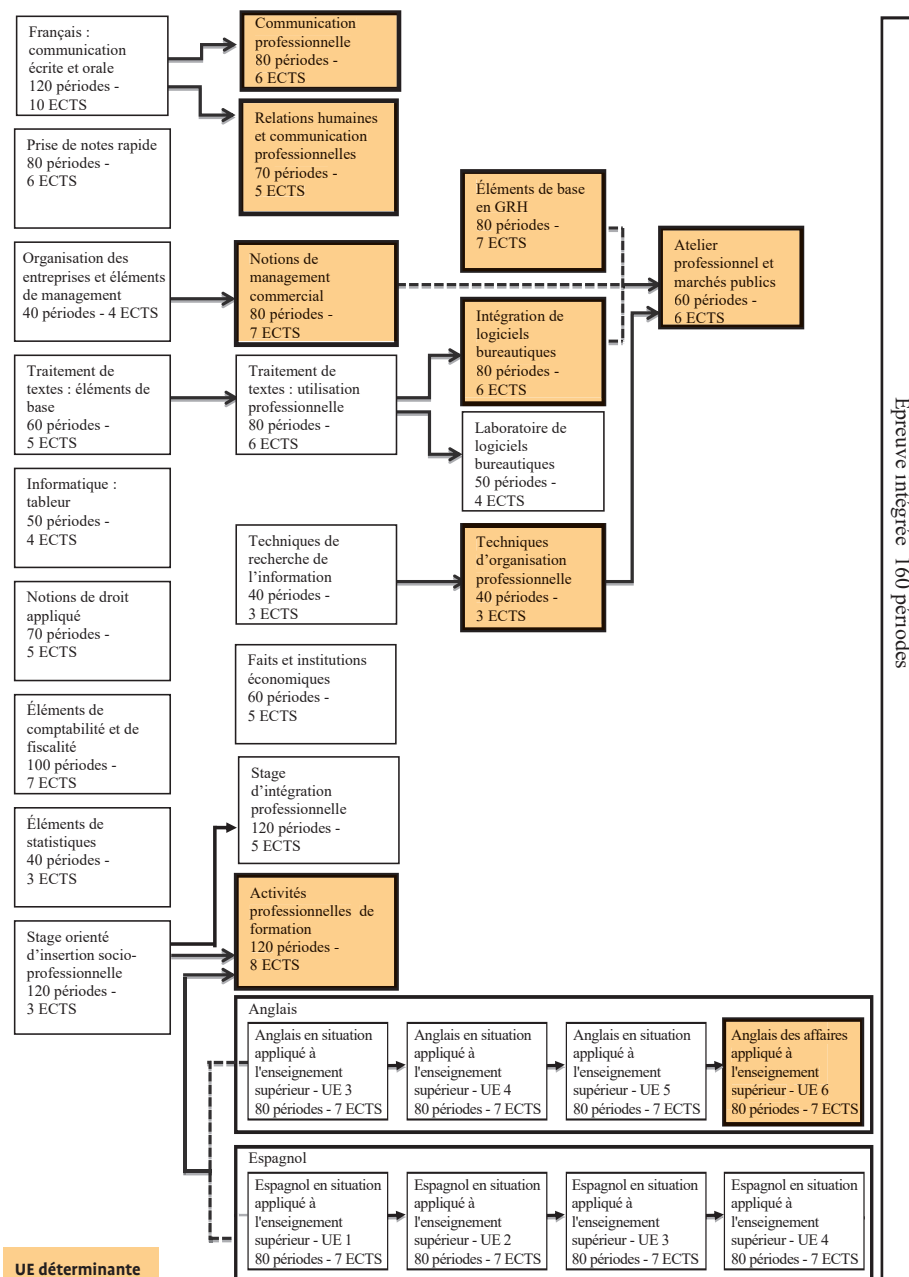 Français :
communication
écrite et orale
120 périodes -
10 ECTS
Prise de notes rapide
80 périodes -
6 ECTS
Organisation des
entreprises et éléments
de management
40 périodes - 4 ECTS
Traitement de
textes : éléments de
base
60 périodes -
5 ECTS
Informatique :
tableur
50 périodes -
4 ECTS
Notions de droit
appliqué
70 périodes -
5 ECTS
Éléments de
comptabilité et de
fiscalité
100 périodes -
7 ECTS
Éléments de
statistiques
40 périodes -
3 ECTS
Stage orienté
d’insertion socio-
professionnelle
120 périodes -
3 ECTS
Communication
professionnelle
80 périodes -
6 ECTS
Relations humaines
et communication
professionnelles
70 périodes -
5 ECTS
Notions de
management
commercial
80 périodes -
7 ECTS
Traitement de
textes : utilisation
professionnelle
80 périodes -
6 ECTS
Techniques de
recherche de
l’information
40 périodes -
3 ECTS
Faits et institutions
économiques
60 périodes -
5 ECTS
Stage
d’intégration
professionnelle
120 périodes -
5 ECTS
Activités
professionnelles de
formation
120 périodes -
8 ECTS
Éléments de base
en GRH
80 périodes -
7 ECTS
Intégration de
logiciels
bureautiques
80 périodes -
6 ECTS
Laboratoire de
logiciels
bureautiques
50 périodes -
4 ECTS
Techniques
d’organisation
professionnelle
40 périodes -
3 ECTS
Atelier
professionnel et
marchés publics
60 périodes -
6 ECTS
Anglais
Anglais en situation
appliqué à
l'enseignement
supérieur - UE 3
80 périodes - 7 ECTS
Anglais en situation
appliqué à
l'enseignement
supérieur - UE 4
80 périodes - 7 ECTS
Anglais en situation
appliqué à
l'enseignement
supérieur - UE 5
80 périodes - 7 ECTS
Anglais des affaires
appliqué à
l'enseignement
supérieur - UE 6
80 périodes - 7 ECTS
Espagnol
Espagnol en situation
appliqué à
l'enseignement
supérieur - UE 1
80 périodes - 7 ECTS
Espagnol en situation
appliqué à
l'enseignement
supérieur - UE 2
80 périodes - 7 ECTS
Espagnol en situation
appliqué à
l'enseignement
supérieur - UE 3
80 périodes - 7 ECTS
Espagnol en situation
appliqué à
l'enseignement
supérieur - UE 4
80 périodes - 7 ECTS
Epreuve intégrée 160 périodes
UE déterminante